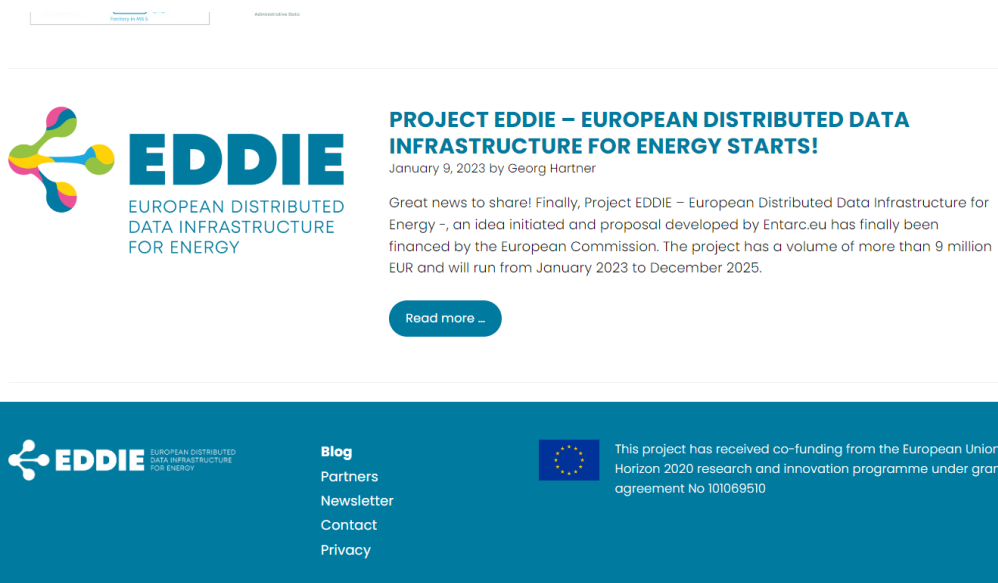 Factory in AIIDA
Administrative Data
EDDIE
EUROPEAN DISTRIBUTED
DATA INFRASTRUCTURE
FOR ENERGY
PROJECT EDDIE – EUROPEAN DISTRIBUTED DATA
INFRASTRUCTURE FOR ENERGY STARTS!
January 9, 2023 by Georg Hartner
Great news to share! Finally, Project EDDIE – European Distributed Data Infrastructure for
Energy -, an idea initiated and proposal developed by Entarc.eu has finally been
financed by the European Commission. The project has a volume of more than 9 million
EUR and will run from January 2023 to December 2025.
Read more ...
EDDIE
EUROPEAN DISTRIBUTED
DATA INFRASTRUCTURE
FOR ENERGY
Blog
Partners
Newsletter
Contact
Privacy
This project has received co-funding from the European Union
Horizon 2020 research and innovation programme under gran
agreement No 101069510